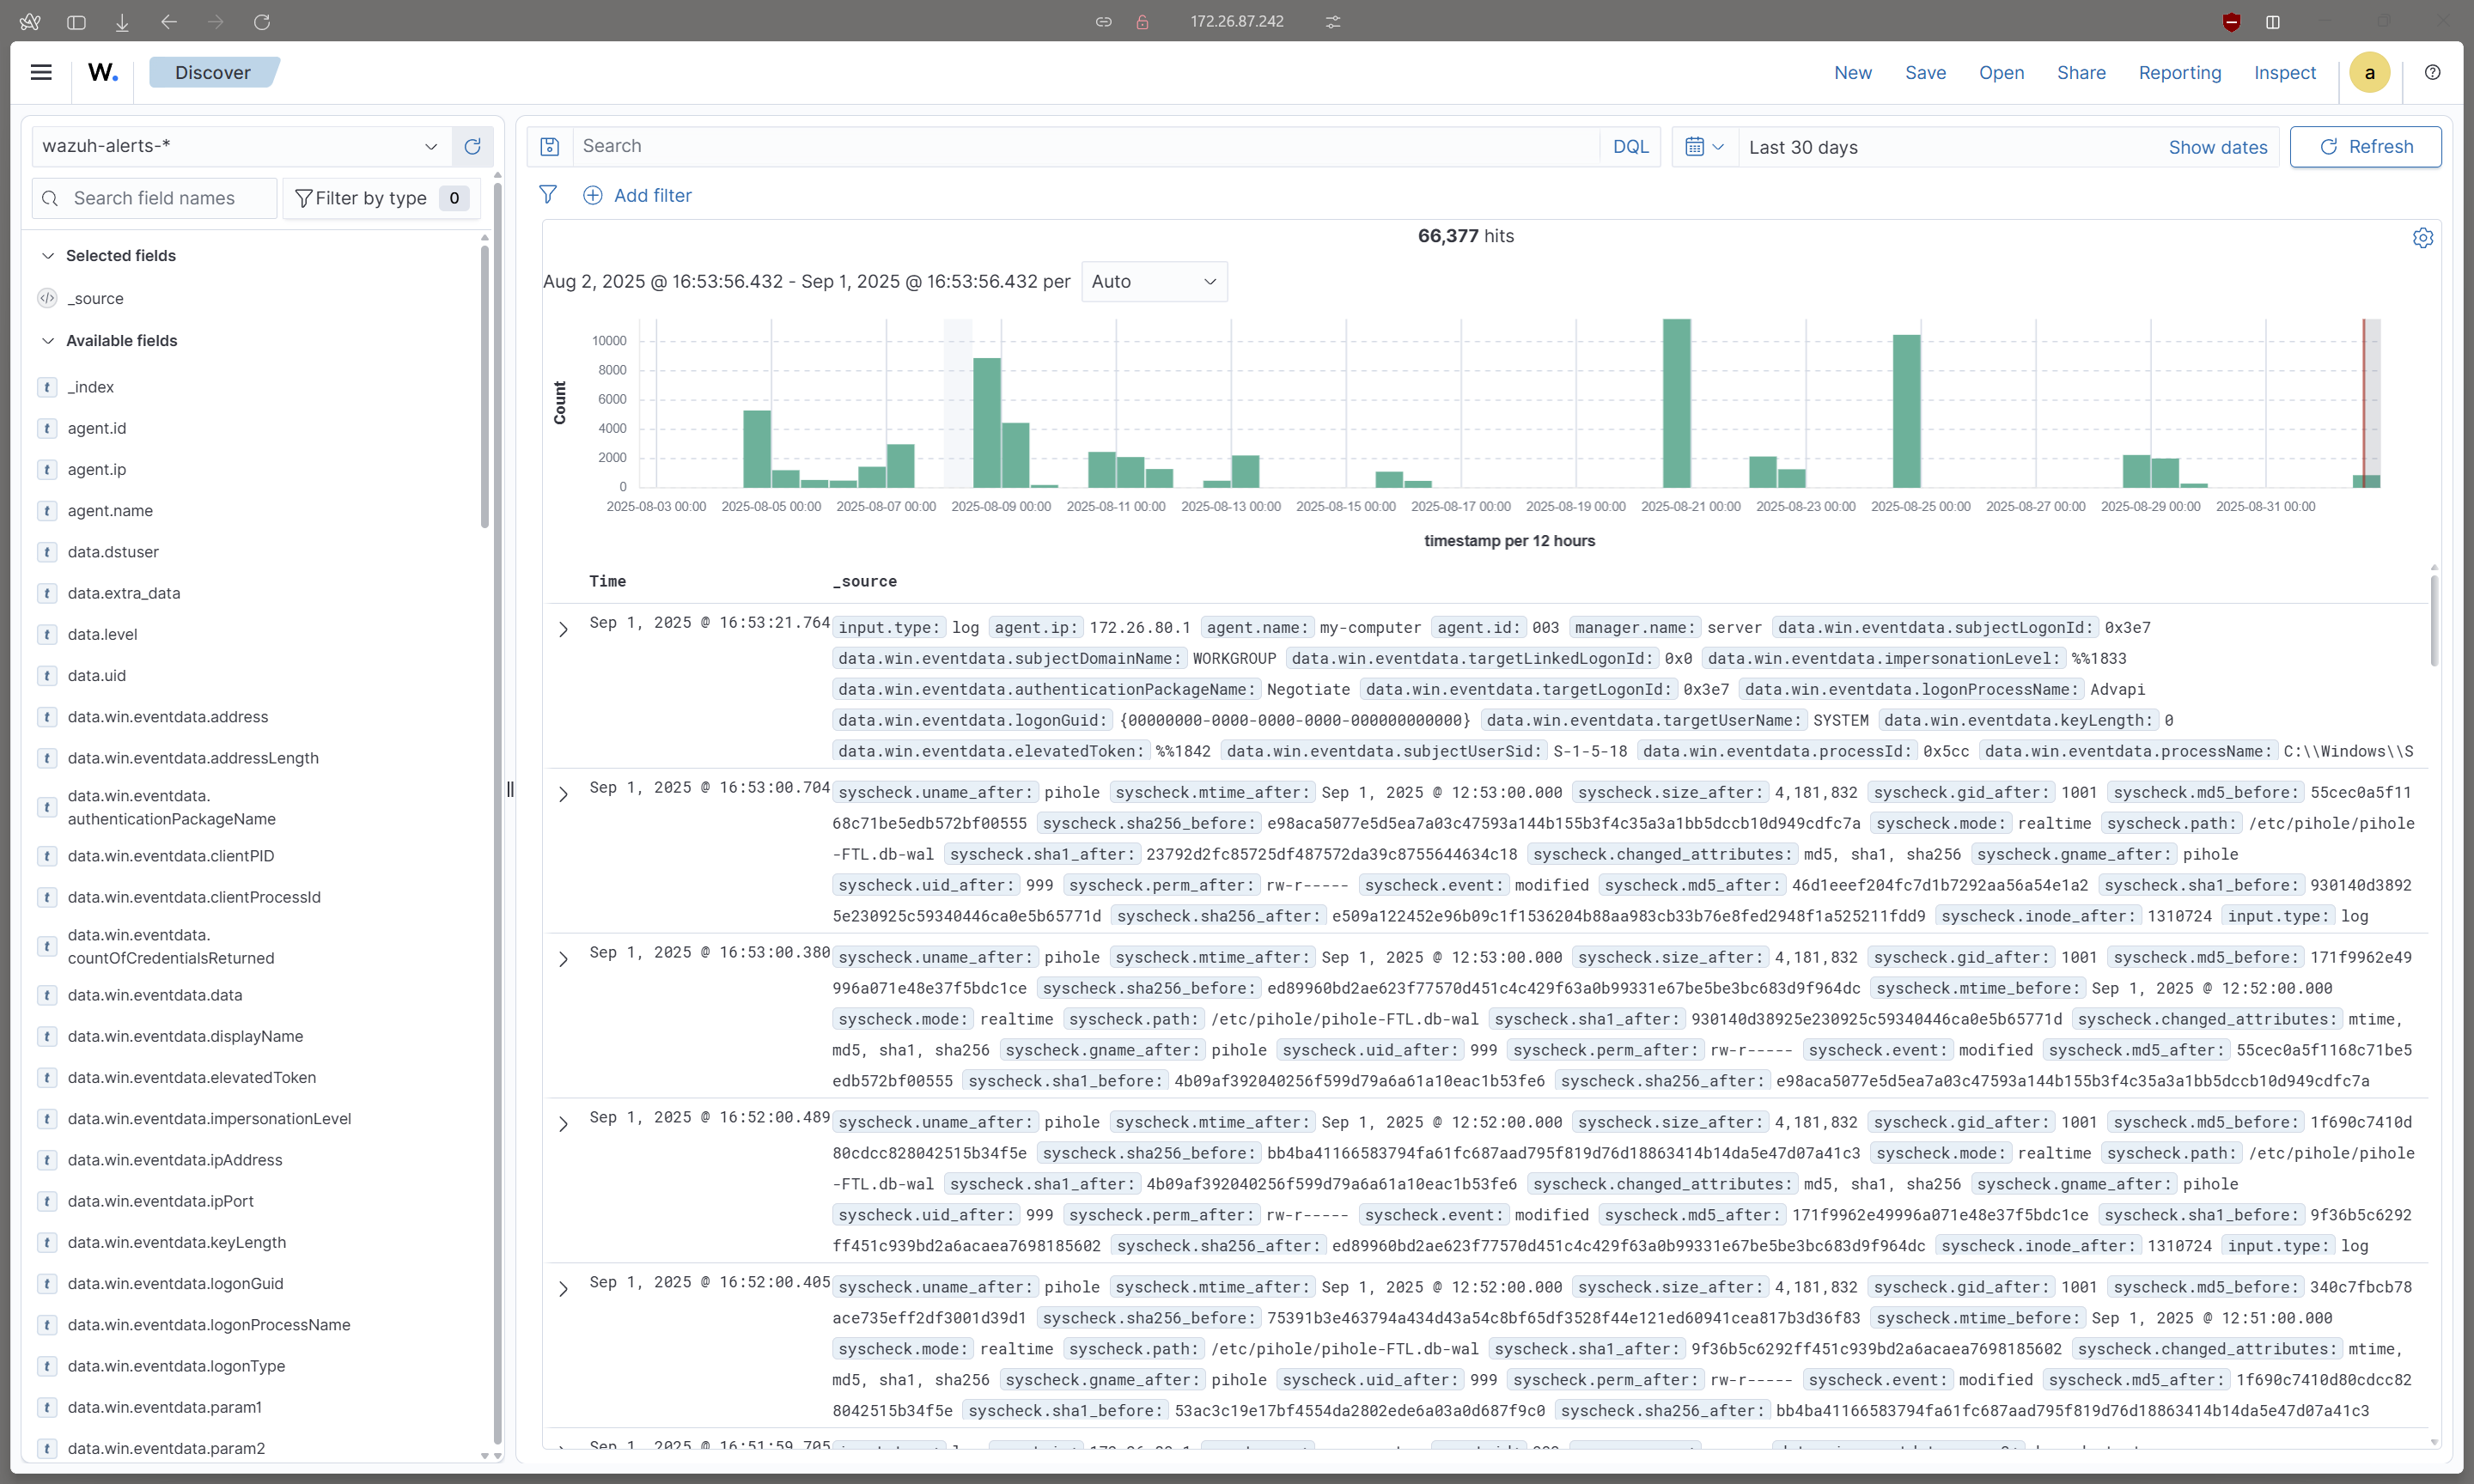 172.26.87.242
W.
Discover
New Save Open Share Reporting Inspect a
wazuh-alerts-*
Search field names
Filter by type 0
Selected fields
_source
Available fields
t _index
t agent.id
t agent.ip
t agent.name
t data.dstuser
t data.extra_data
t data.level
t data.uid
t data.win.eventdata.address
t data.win.eventdata.addressLength
t data.win.eventdata.
authenticationPackageName
t data.win.eventdata.clientPID
t data.win.eventdata.clientProcessId
t data.win.eventdata.
countOfCredentialsReturned
t data.win.eventdata.data
t data.win.eventdata.displayName
t data.win.eventdata.elevatedToken
t data.win.eventdata.impersonationLevel
t data.win.eventdata.ipAddress
t data.win.eventdata.ipPort
t data.win.eventdata.keyLength
t data.win.eventdata.logonGuid
t data.win.eventdata.logonProcessName
t data.win.eventdata.logonType
t data.win.eventdata.param1
t data.win.eventdata.param2
Search DQL Last 30 days Show dates Refresh
Add filter
66,377 hits
Aug 2, 2025 @ 16:53:56.432 - Sep 1, 2025 @ 16:53:56.432 per Auto
Count
10000
8000
6000
4000
2000
0
2025-08-03 00:00 2025-08-05 00:00 2025-08-07 00:00 2025-08-09 00:00 2025-08-11 00:00 2025-08-13 00:00 2025-08-15 00:00 2025-08-17 00:00 2025-08-19 00:00 2025-08-21 00:00 2025-08-23 00:00 2025-08-25 00:00 2025-08-27 00:00 2025-08-29 00:00 2025-08-31 00:00
timestamp per 12 hours
Time _source
Sep 1, 2025 @ 16:53:21.764 input.type: log agent.ip: 172.26.80.1 agent.name: my-computer agent.id: 003 manager.name: server data.win.eventdata.subjectLogonId: 0x3e7
data.win.eventdata.subjectDomainName: WORKGROUP data.win.eventdata.targetLinkedLogonId: 0x0 data.win.eventdata.impersonationLevel: %%1833
data.win.eventdata.authenticationPackageName: Negotiate data.win.eventdata.targetLogonId: 0x3e7 data.win.eventdata.logonProcessName: Advapi
data.win.eventdata.logonGuid: {00000000-0000-0000-0000-000000000000} data.win.eventdata.targetUserName: SYSTEM data.win.eventdata.keyLength: 0
data.win.eventdata.elevatedToken: %%1842 data.win.eventdata.subjectUserSid: S-1-5-18 data.win.eventdata.processId: 0x5cc data.win.eventdata.processName: C:\\Windows\\S
Sep 1, 2025 @ 16:53:00.704 syscheck.uname_after: pihole syscheck.mtime_after: Sep 1, 2025 @ 12:53:00.000 syscheck.size_after: 4,181,832 syscheck.gid_after: 1001 syscheck.md5_before: 55cec0a5f11
68c71be5edb572bf00555 syscheck.sha256_before: e98aca5077e5d5ea7a03c47593a144b155b3f4c35a3a1bb5dccb10d949cdfc7a syscheck.mode: realtime syscheck.path: /etc/pihole/pihole
-FTL.db-wal syscheck.sha1_after: 23792d2fc85725df487572da39c8755644634c18 syscheck.changed_attributes: md5, sha1, sha256 syscheck.gname_after: pihole
syscheck.uid_after: 999 syscheck.perm_after: rw-r----- syscheck.event: modified syscheck.md5_after: 46d1eeef204fc7d1b7292aa56a54e1a2 syscheck.sha1_before: 930140d3892
5e230925c59340446ca0e5b65771d syscheck.sha256_after: e509a122452e96b09c1f1536204b88aa983cb33b76e8fed2948f1a525211fdd9 syscheck.inode_after: 1310724 input.type: log
Sep 1, 2025 @ 16:53:00.380 syscheck.uname_after: pihole syscheck.mtime_after: Sep 1, 2025 @ 12:53:00.000 syscheck.size_after: 4,181,832 syscheck.gid_after: 1001 syscheck.md5_before: 171f9962e49
996a071e48e37f5bdc1ce syscheck.sha256_before: ed89960bd2ae623f77570d451c4c429f63a0b99331e67be5be3bc683d9f964dc syscheck.mtime_before: Sep 1, 2025 @ 12:52:00.000
syscheck.mode: realtime syscheck.path: /etc/pihole/pihole-FTL.db-wal syscheck.sha1_after: 930140d38925e230925c59340446ca0e5b65771d syscheck.changed_attributes: mtime,
md5, sha1, sha256 syscheck.gname_after: pihole syscheck.uid_after: 999 syscheck.perm_after: rw-r----- syscheck.event: modified syscheck.md5_after: 55cec0a5f1168c71be5
edb572bf00555 syscheck.sha1_before: 4b09af392040256f599d79a6a61a10eac1b53fe6 syscheck.sha256_after: e98aca5077e5d5ea7a03c47593a144b155b3f4c35a3a1bb5dccb10d949cdfc7a
Sep 1, 2025 @ 16:52:00.489 syscheck.uname_after: pihole syscheck.mtime_after: Sep 1, 2025 @ 12:52:00.000 syscheck.size_after: 4,181,832 syscheck.gid_after: 1001 syscheck.md5_before: 1f690c7410d
80cdcc828042515b34f5e syscheck.sha256_before: bb4ba41166583794fa61fc687aad795f819d76d18863414b14da5e47d07a41c3 syscheck.mode: realtime syscheck.path: /etc/pihole/pihole
-FTL.db-wal syscheck.sha1_after: 4b09af392040256f599d79a6a61a10eac1b53fe6 syscheck.changed_attributes: md5, sha1, sha256 syscheck.gname_after: pihole
syscheck.uid_after: 999 syscheck.perm_after: rw-r----- syscheck.event: modified syscheck.md5_after: 171f9962e49996a071e48e37f5bdc1ce syscheck.sha1_before: 9f36b5c6292
ff451c939bd2a6acaea7698185602 syscheck.sha256_after: ed89960bd2ae623f77570d451c4c429f63a0b99331e67be5be3bc683d9f964dc syscheck.inode_after: 1310724 input.type: log
Sep 1, 2025 @ 16:52:00.405 syscheck.uname_after: pihole syscheck.mtime_after: Sep 1, 2025 @ 12:52:00.000 syscheck.size_after: 4,181,832 syscheck.gid_after: 1001 syscheck.md5_before: 340c7fbcb78
ace735eff2df3001d39d1 syscheck.sha256_before: 75391b3e463794a434d43a54c8bf65df3528f44e121ed60941cea817b3d36f83 syscheck.mtime_before: Sep 1, 2025 @ 12:51:00.000
syscheck.mode: realtime syscheck.path: /etc/pihole/pihole-FTL.db-wal syscheck.sha1_after: 9f36b5c6292ff451c939bd2a6acaea7698185602 syscheck.changed_attributes: mtime,
md5, sha1, sha256 syscheck.gname_after: pihole syscheck.uid_after: 999 syscheck.perm_after: rw-r----- syscheck.event: modified syscheck.md5_after: 1f690c7410d80cdcc82
8042515b34f5e syscheck.sha1_before: 53ac3c19e17bf4554da2802ede6a03a0d687f9c0 syscheck.sha256_after: bb4ba41166583794fa61fc687aad795f819d76d18863414b14da5e47d07a41c3
Sep 1, 2025 @ 16:51:59.705